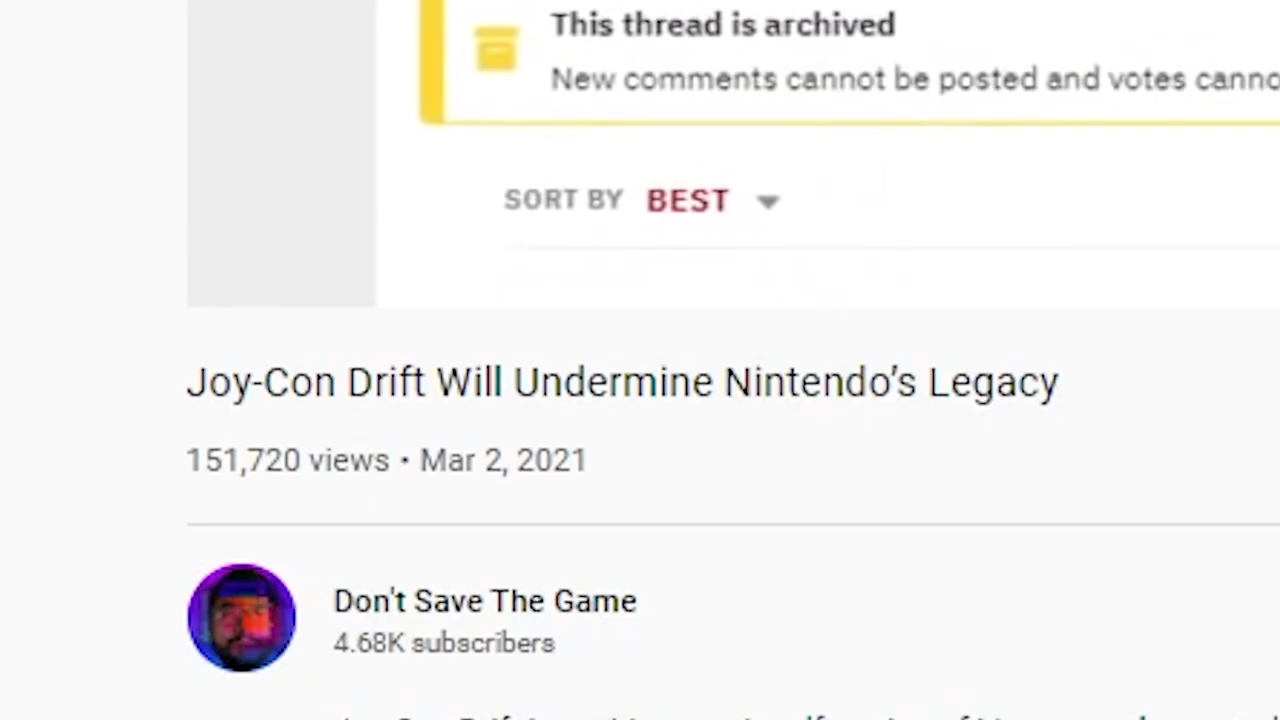 This thread is archived
New comments cannot be posted and votes
SORT BY BEST
Joy-Con Drift Will Undermine Nintendo’s Legacy
151,720 views • Mar 2, 2021
Don't Save The Game
4.68K subscribers